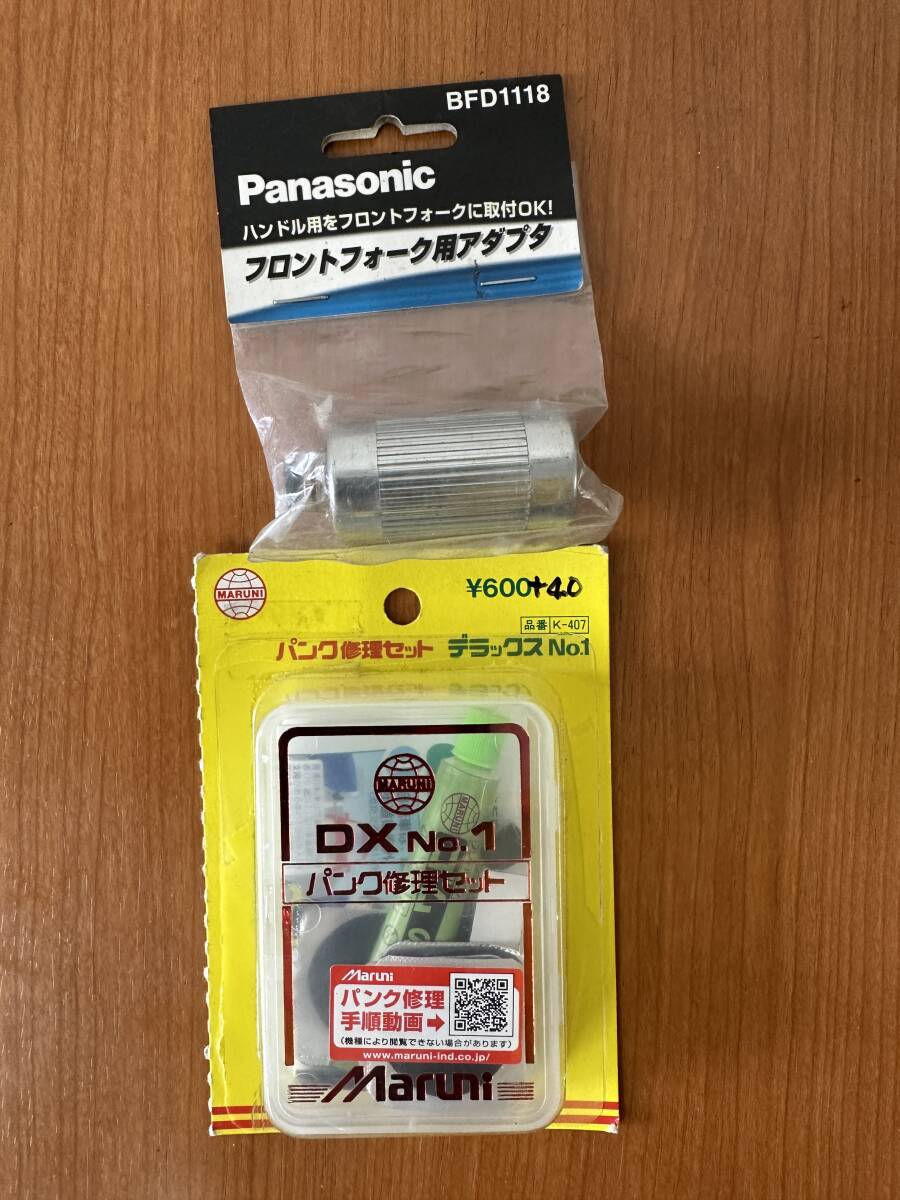 BFD1118
Panasonic
ハンドル用をフロントフォークに取付OK!
フロントフォーク用アダプタ
MARUNI
¥600+40
品番 K-407
パンク修理セット デラックス No.1
MARUNI
MARUNI
DX No.1
パンク修理セット
Maruni
パンク修理
手順動画→
(機種により閲覧できない場合があります)
www.maruni-ind.co.jp/
Maruni